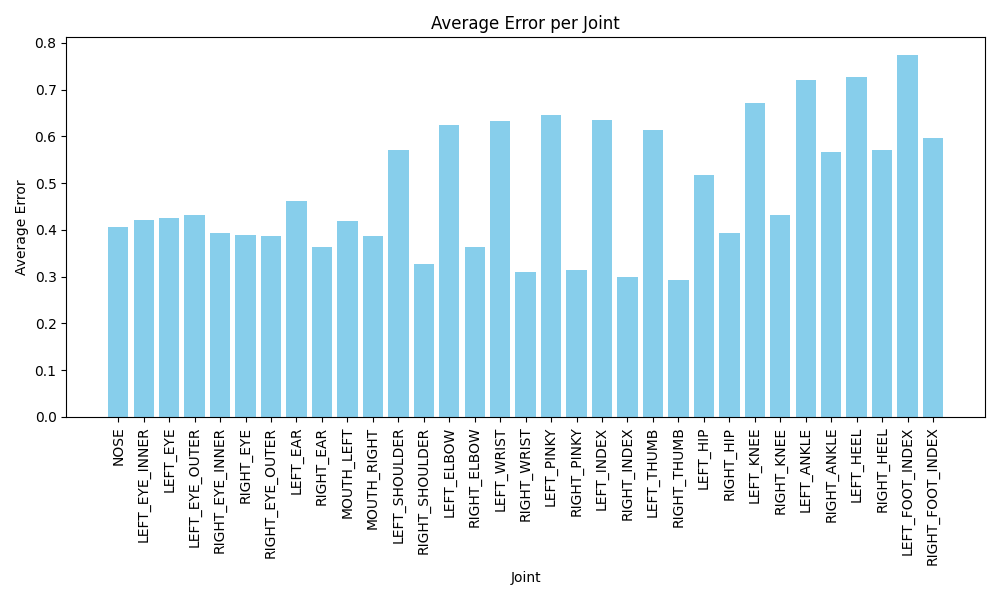 Average Error per Joint
Average Error
0.8
0.7
0.6
0.5
0.4
0.3
0.2
0.1
0.0
NOSE
LEFT_EYE_INNER
LEFT_EYE
LEFT_EYE_OUTER
RIGHT_EYE_INNER
RIGHT_EYE
RIGHT_EYE_OUTER
LEFT_EAR
RIGHT_EAR
MOUTH_LEFT
MOUTH_RIGHT
LEFT_SHOULDER
RIGHT_SHOULDER
LEFT_ELBOW
RIGHT_ELBOW
LEFT_WRIST
RIGHT_WRIST
LEFT_PINKY
RIGHT_PINKY
LEFT_INDEX
RIGHT_INDEX
LEFT_THUMB
RIGHT_THUMB
LEFT_HIP
RIGHT_HIP
LEFT_KNEE
RIGHT_KNEE
LEFT_ANKLE
RIGHT_ANKLE
LEFT_HEEL
RIGHT_HEEL
LEFT_FOOT_INDEX
RIGHT_FOOT_INDEX
Joint